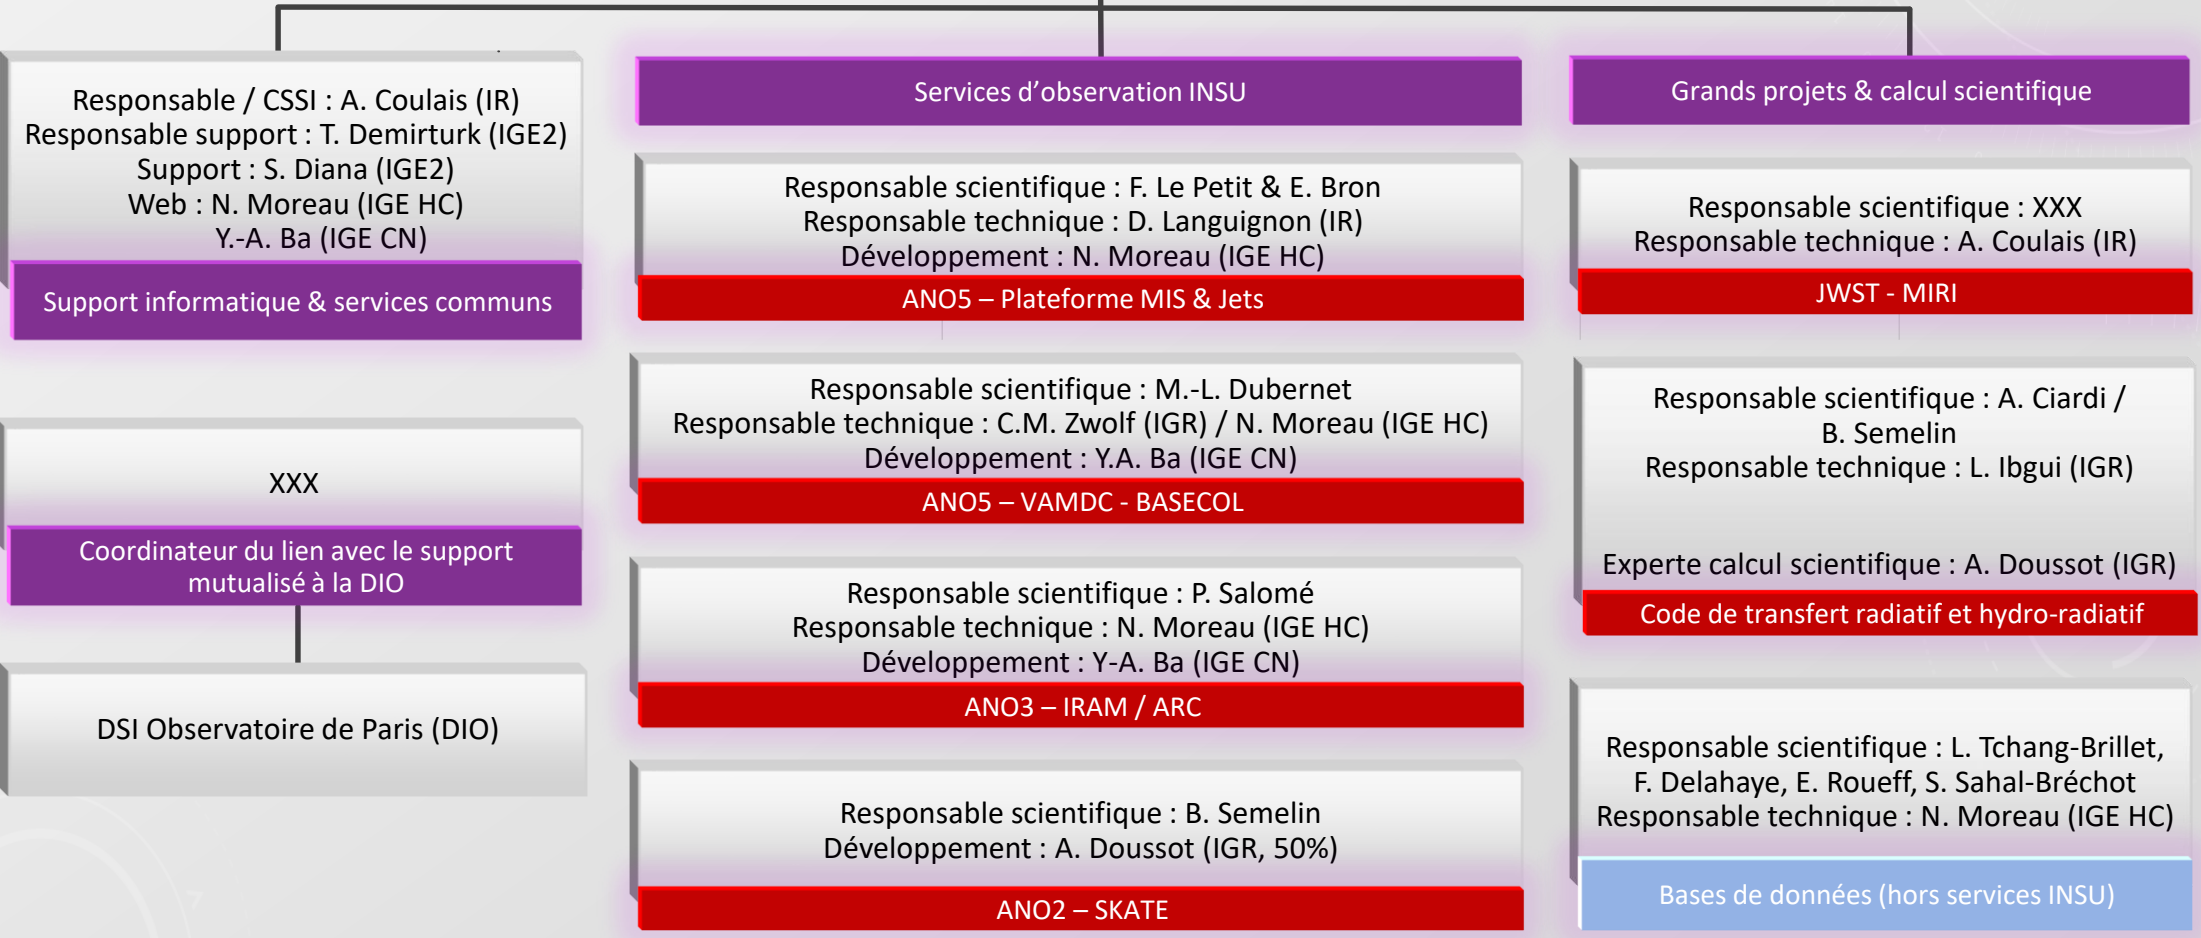 Responsable / CSSI : A. Coulais (IR)
Responsable support : T. Demirturk (IGE2)
Support : S. Diana (IGE2)
Web : N. Moreau (IGE HC)
Y.-A. Ba (IGE CN)
Support informatique & services communs
XXX
Coordinateur du lien avec le support
mutualisé à la DIO
DSI Observatoire de Paris (DIO)
Services d'observation INSU
Responsable scientifique : F. Le Petit & E. Bron
Responsable technique : D. Languignon (IR)
Développement : N. Moreau (IGE HC)
ANO5 – Plateforme MIS & Jets
Responsable scientifique : M.-L. Dubernet
Responsable technique : C.M. Zwolf (IGR) / N. Moreau (IGE HC)
Développement : Y.A. Ba (IGE CN)
ANO5 – VAMDC - BASECOL
Responsable scientifique : P. Salomé
Responsable technique : N. Moreau (IGE HC)
Développement : Y-A. Ba (IGE CN)
ANO3 – IRAM / ARC
Responsable scientifique : B. Semelin
Développement : A. Doussot (IGR, 50%)
ANO2 – SKATE
Grands projets & calcul scientifique
Responsable scientifique : XXX
Responsable technique : A. Coulais (IR)
JWST - MIRI
Responsable scientifique : A. Ciardi /
B. Semelin
Responsable technique : L. Ibgui (IGR)
Experte calcul scientifique : A. Doussot (IGR)
Code de transfert radiatif et hydro-radiatif
Responsable scientifique : L. Tchang-Brillet,
F. Delahaye, E. Roueff, S. Sahal-Bréchot
Responsable technique : N. Moreau (IGE HC)
Bases de données (hors services INSU)